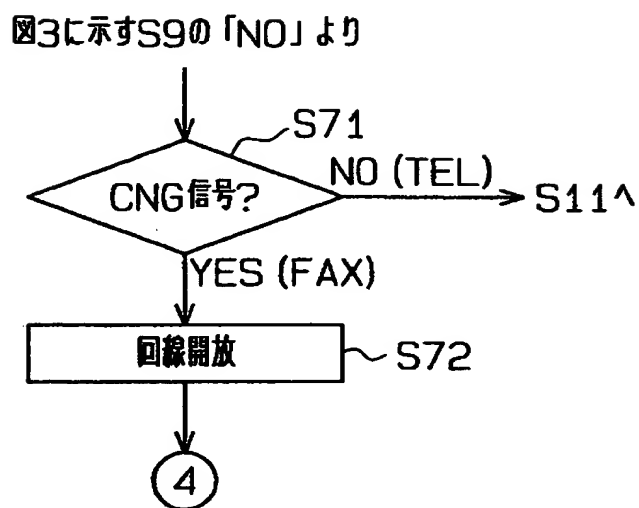 図3に示すS9の「NO」より
S71
CNG信号?
NO (TEL)
S11へ
YES (FAX)
回線開放
S72
4